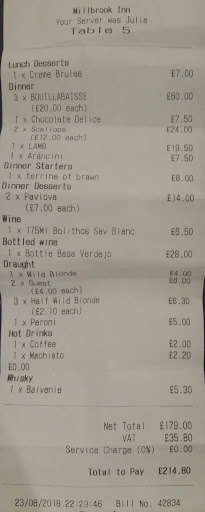 Millbrook Inn
Your Server was Julie
Table 5
Lunch Desserts
1 x Creme Brulee £7.00
Dinner
3 x BOUILLABAISSE £60.00
(£20.00 each)
1 x Chocolate Delice £7.50
2 x Scallops £24.00
(£12.00 each)
1 x LAMB £19.50
1 x Arancini £7.50
Dinner Starters
1 x terrine of brawn £8.00
Dinner Desserts
2 x Pavlova £14.00
(£7.00 each)
Wine
1 x 175Ml Bolithos Sav Blanc £6.50
Bottled wine
1 x Bottle Basa Verdejo £28.00
Draught
1 x Wild Blonde £4.00
2 x Guest £8.00
(£4.00 each)
3 x Half Wild Blonde £6.30
(£2.10 each)
1 x Peroni £5.00
Hot Drinks
1 x Coffee £2.00
1 x Machiato £2.20
£0.00
Whisky
1 x Balvenie £5.30
Net Total £179.00
VAT £35.80
Service Charge (0%) £0.00
Total to Pay £214.80
23/08/2018 22:29:46 Bill No. 42834